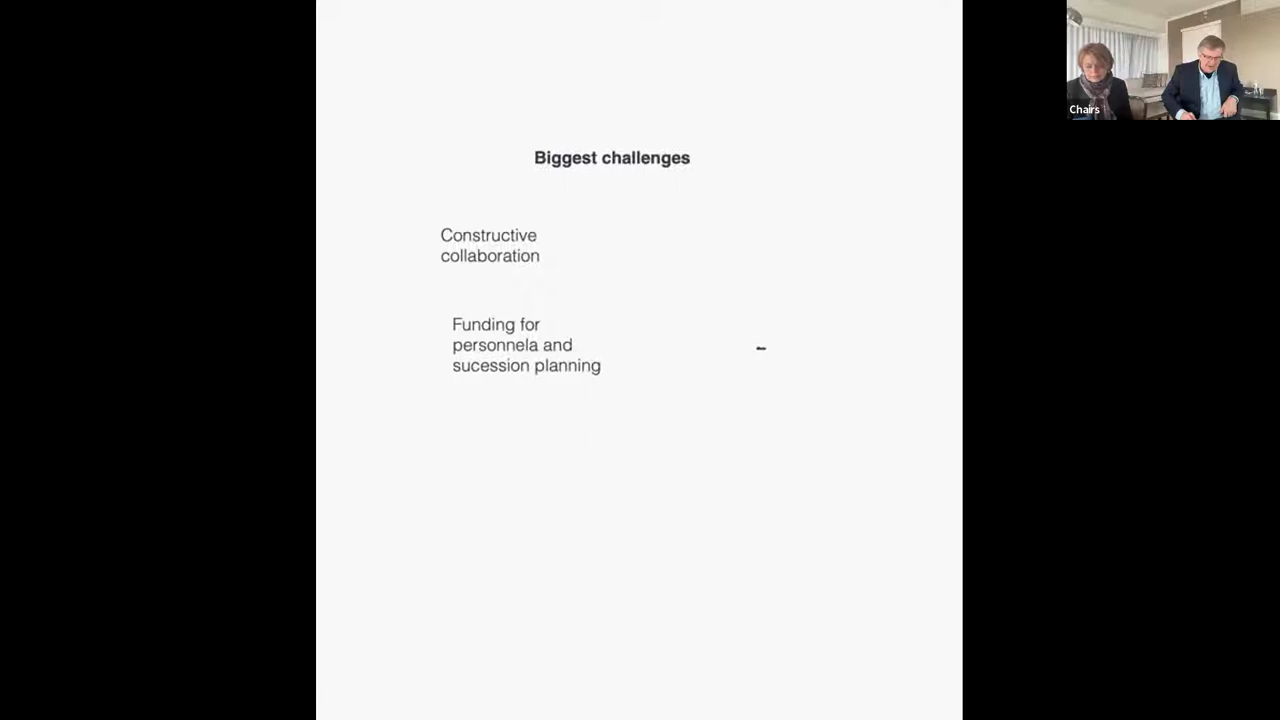 Chairs
Biggest challenges
Constructive
collaboration
Funding for
personnela and
sucession planning